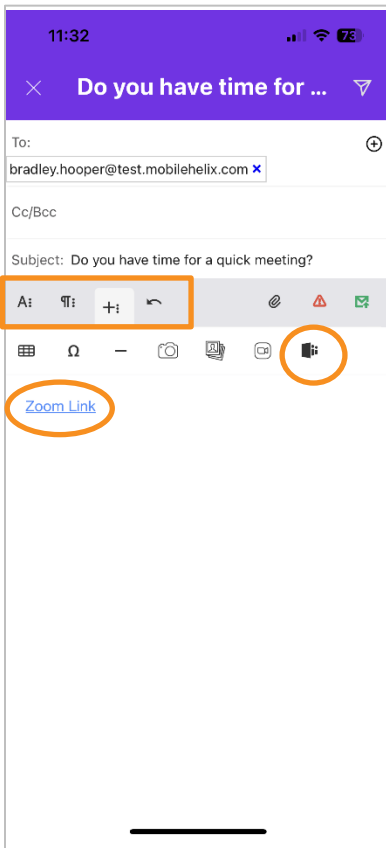 11:32
73
Do you have time for ...
To:
bradley.hooper@test.mobilehelix.com ×
Cc/Bcc
Subject: Do you have time for a quick meeting?
A
¶
+
Ω
Zoom Link